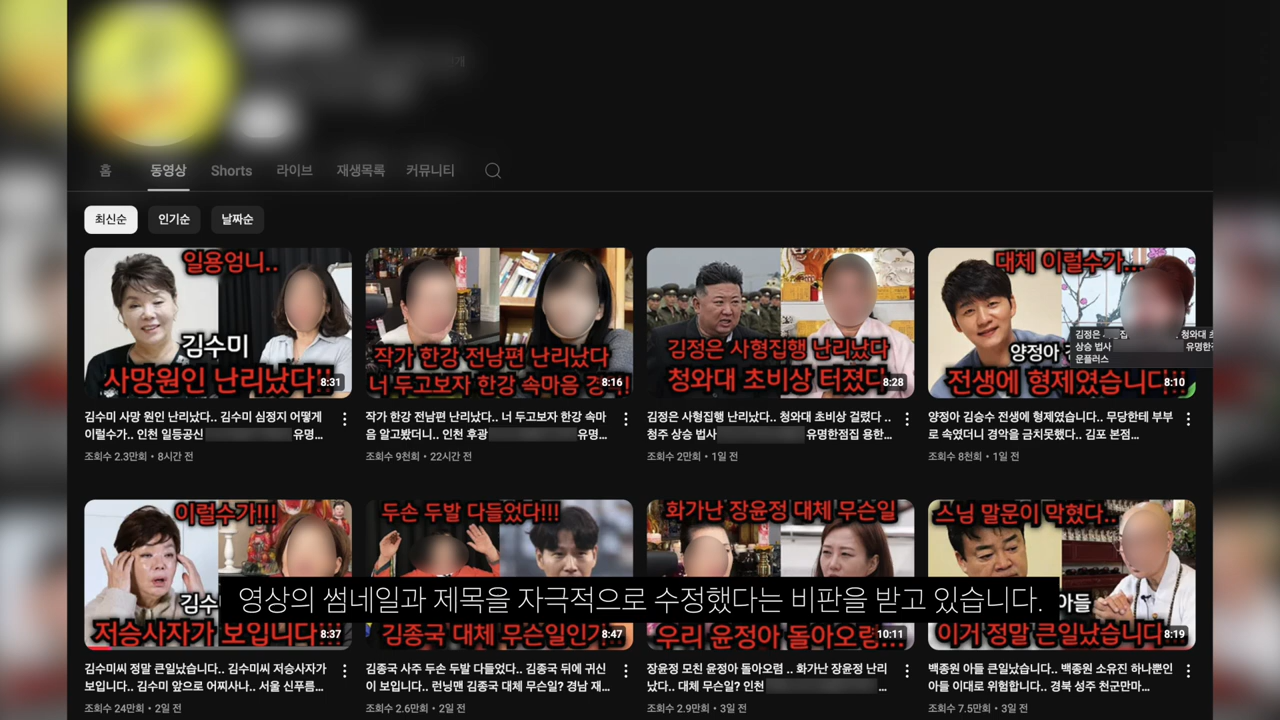 홈
동영상
Shorts
라이브
재생목록
커뮤니티
최신순
인기순
날짜순
일용엄니..
김수미
사망원인 난리났다!!!
8:31
작가 한강 전남편 난리났다
너 두고보자 한강 속마음
8:16
김정은 사형집행 난리났다
청와대 초비상 터졌다
8:28
대체 이럴수가...
양정아
전생에 형제였습니다!!!
8:10
김정은 청와대 초
상승 법사 유명한
운플러스
김수미 사망 원인 난리났다.. 김수미 심정지 어떻게
이럴수가.. 인천 일등공신 유명...
조회수 2.3만회 • 8시간 전
작가 한강 전남편 난리났다.. 너 두고보자 한강 속마
음 알고봤더니.. 인천 후광 유명...
조회수 9천회 • 22시간 전
김정은 사형집행 난리났다.. 청와대 초비상 걸렸다 ..
청주 상승 법사 유명한점집 용한...
조회수 2만회 • 1일 전
양정아 김승수 전생에 형제였습니다.. 무당한테 부부
로 속였더니 경악을 금치못했다.. 김포 본점...
조회수 8천회 • 1일 전
이럴수가!!!
김수
저승사자가 보입니다!!!
8:37
두손 두발 다들었다!!!
김종국 대체 무슨일인가
8:47
화가난 장윤정 대체 무슨일
우리 윤정아 돌아오렴
10:11
스님 말문이 막혔다..
아들
이거 정말 큰일났습니다
8:19
영상의 썸네일과 제목을 자극적으로 수정했다는 비판을 받고 있습니다.
김수미씨 정말 큰일났습니다.. 김수미씨 저승사자가
보입니다.. 김수미 앞으로 어찌사나.. 서울 신푸름...
조회수 24만회 • 2일 전
김종국 사주 두손 두발 다들었다.. 김종국 뒤에 귀신
이 보입니다.. 런닝맨 김종국 대체 무슨일? 경남 재...
조회수 2.6만회 • 2일 전
장윤정 모친 윤정아 돌아오렴 .. 화가난 장윤정 난리
났다.. 대체 무슨일? 인천 ...
조회수 2.9만회 • 3일 전
백종원 아들 큰일났습니다.. 백종원 소유진 하나뿐인
아들 이대로 위험합니다.. 경북 성주 천군만마...
조회수 7.5만회 • 3일 전